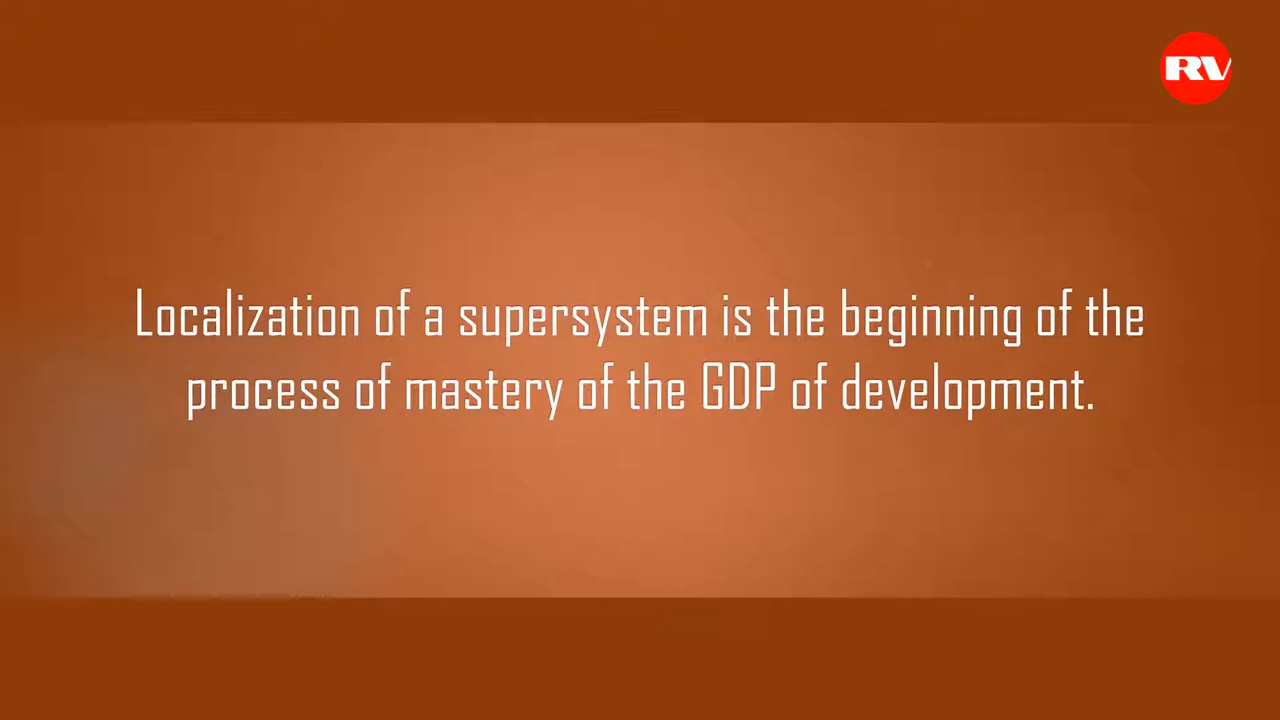 RV
Localization of a supersystem is the beginning of the
process of mastery of the GDP of development.